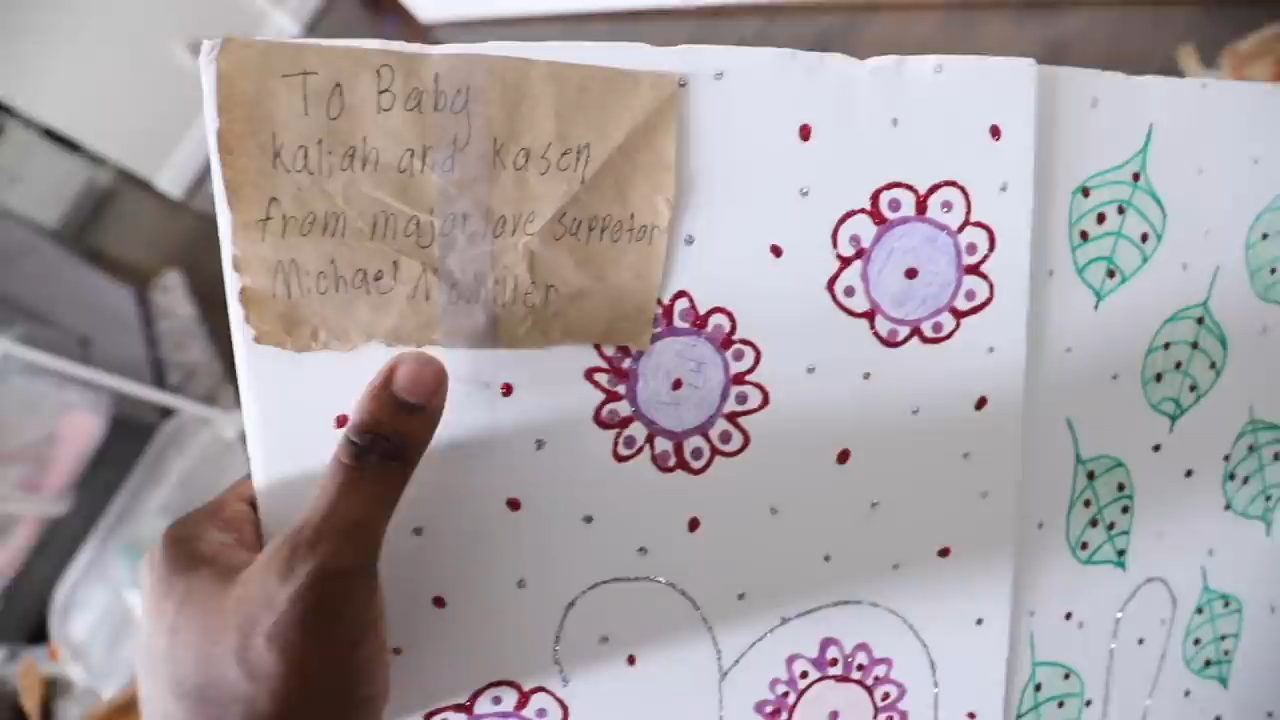 To Baby
kaliah and kasen
from major love suppetor
Michael